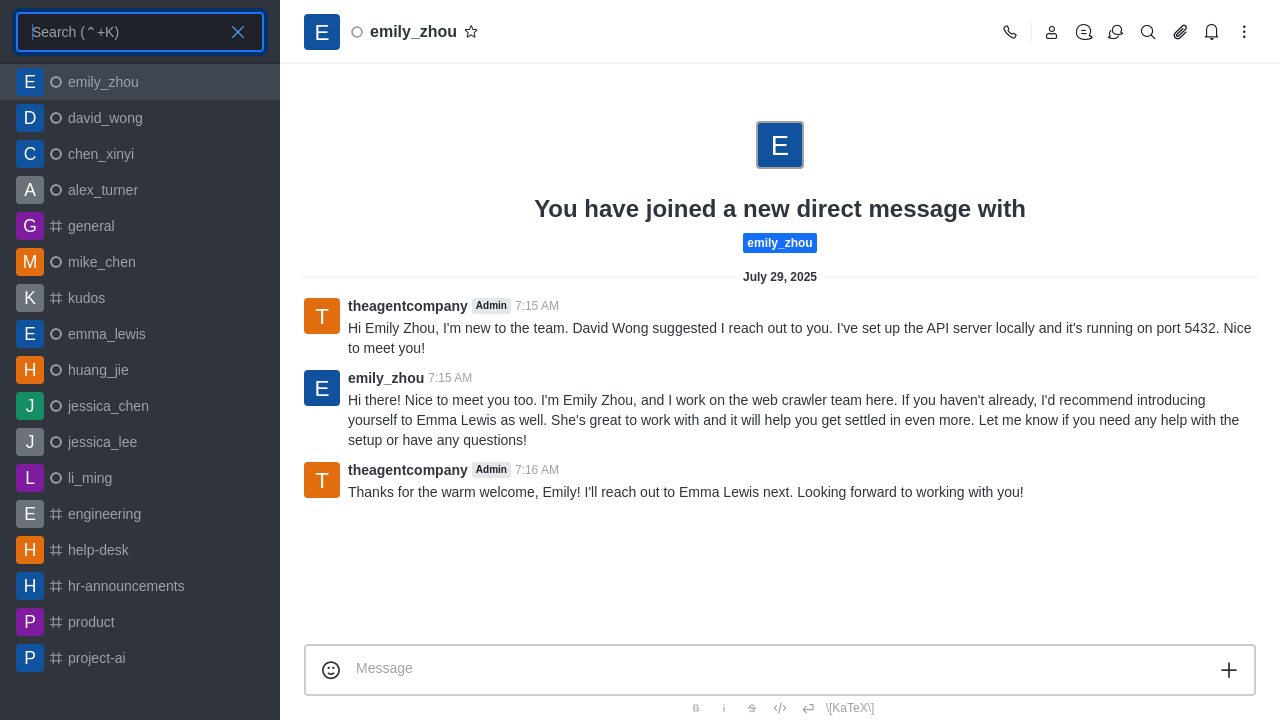 Search (⌃+K)
E emily_zhou
D david_wong
C chen_xinyi
A alex_turner
G general
M mike_chen
K kudos
E emma_lewis
H huang_jie
J jessica_chen
J jessica_lee
L li_ming
E engineering
H help-desk
H hr-announcements
P product
P project-ai
E emily_zhou
E
You have joined a new direct message with
emily_zhou
July 29, 2025
T theagentcompany Admin 7:15 AM
Hi Emily Zhou, I'm new to the team. David Wong suggested I reach out to you. I've set up the API server locally and it's running on port 5432. Nice
to meet you!
E emily_zhou 7:15 AM
Hi there! Nice to meet you too. I'm Emily Zhou, and I work on the web crawler team here. If you haven't already, I'd recommend introducing
yourself to Emma Lewis as well. She's great to work with and it will help you get settled in even more. Let me know if you need any help with the
setup or have any questions!
T theagentcompany Admin 7:16 AM
Thanks for the warm welcome, Emily! I'll reach out to Emma Lewis next. Looking forward to working with you!
Message
B i S \[KaTeX\]